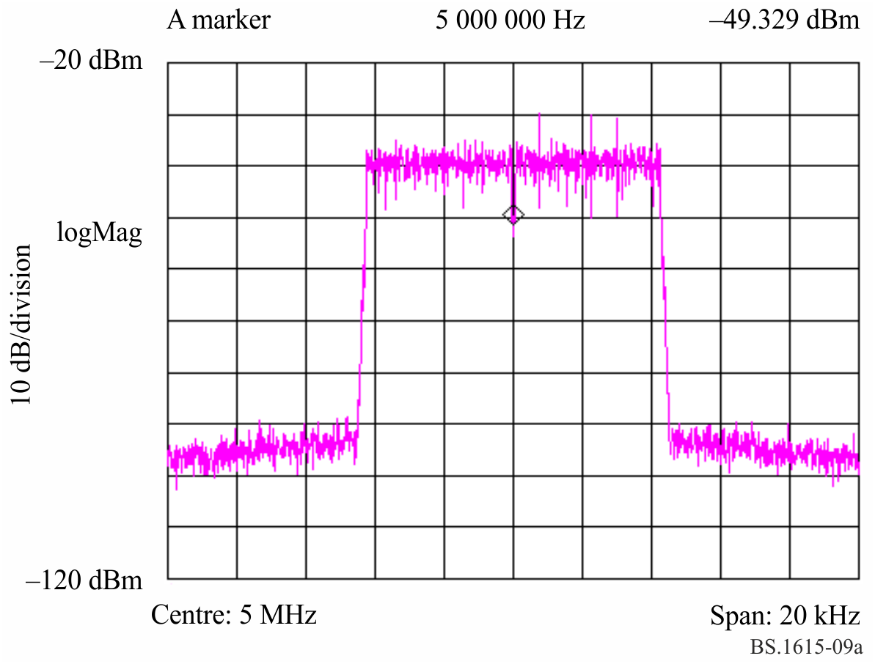 A marker 5 000 000 Hz –49.329 dBm
–20 dBm
logMag
10 dB/division
–120 dBm
Centre: 5 MHz Span: 20 kHz
BS.1615-09a